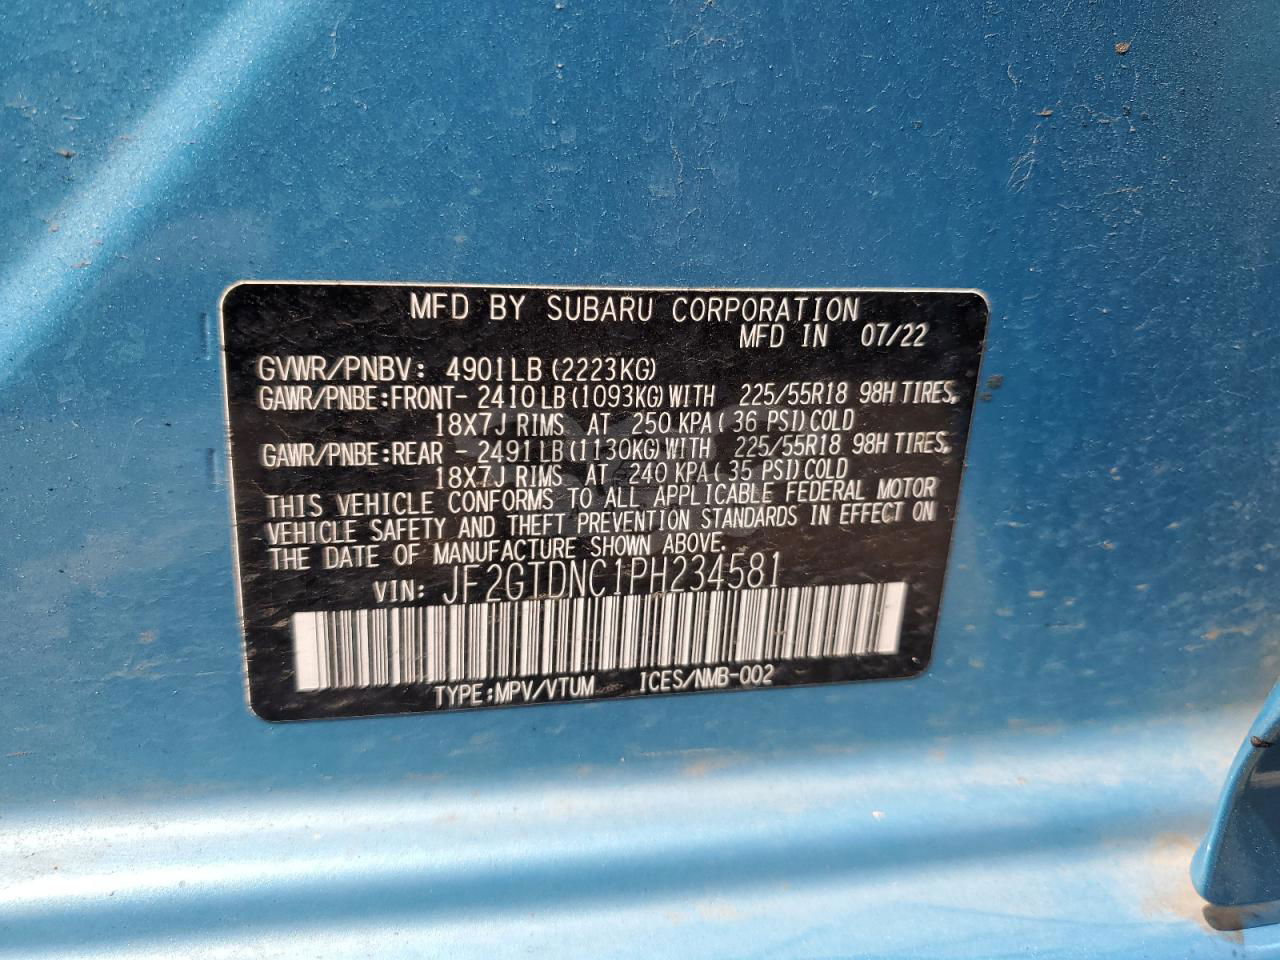 MFD BY SUBARU CORPORATION
MFD IN 07/22
GVWR/PNBV: 4901LB (2223KG)
GAWR/PNBE:FRONT- 2410LB (1093KG) WITH 225/55R18 98H TIRES,
18X7J RIMS AT 250 KPA ( 36 PSI) COLD
GAWR/PNBE:REAR - 2491LB (1130KG) WITH 225/55R18 98H TIRES,
18X7J RIMS AT 240 KPA ( 35 PSI) COLD
THIS VEHICLE CONFORMS TO ALL APPLICABLE FEDERAL MOTOR
VEHICLE SAFETY AND THEFT PREVENTION STANDARDS IN EFFECT ON
THE DATE OF MANUFACTURE SHOWN ABOVE.
VIN: JF2GTDNC1PH234581
TYPE:MPV/VTUM ICES/NMB-002